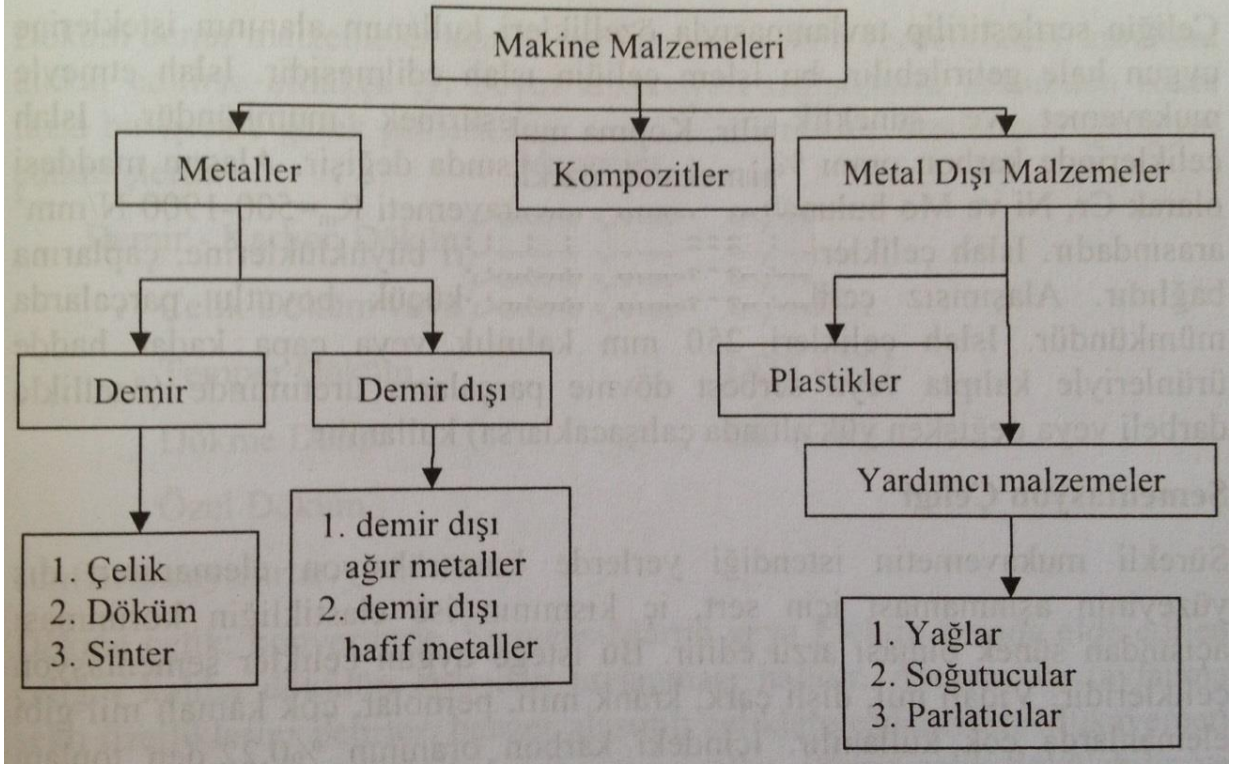 Makine Malzemeleri
Metaller
Kompozitler
Metal Dışı Malzemeler
Demir
Demir dışı
Plastikler
Yardımcı malzemeler
1. Çelik
2. Döküm
3. Sinter
1. demir dışı
ağır metaller
2. demir dışı
hafif metaller
1. Yağlar
2. Soğutucular
3. Parlatıcılar